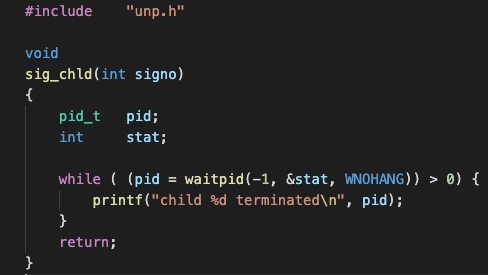 #include    "unp.h"

void
sig_chld(int signo)
{
    pid_t   pid;
    int     stat;

    while ( (pid = waitpid(-1, &stat, WNOHANG)) > 0) {
        printf("child %d terminated\n", pid);
    }
    return;
}